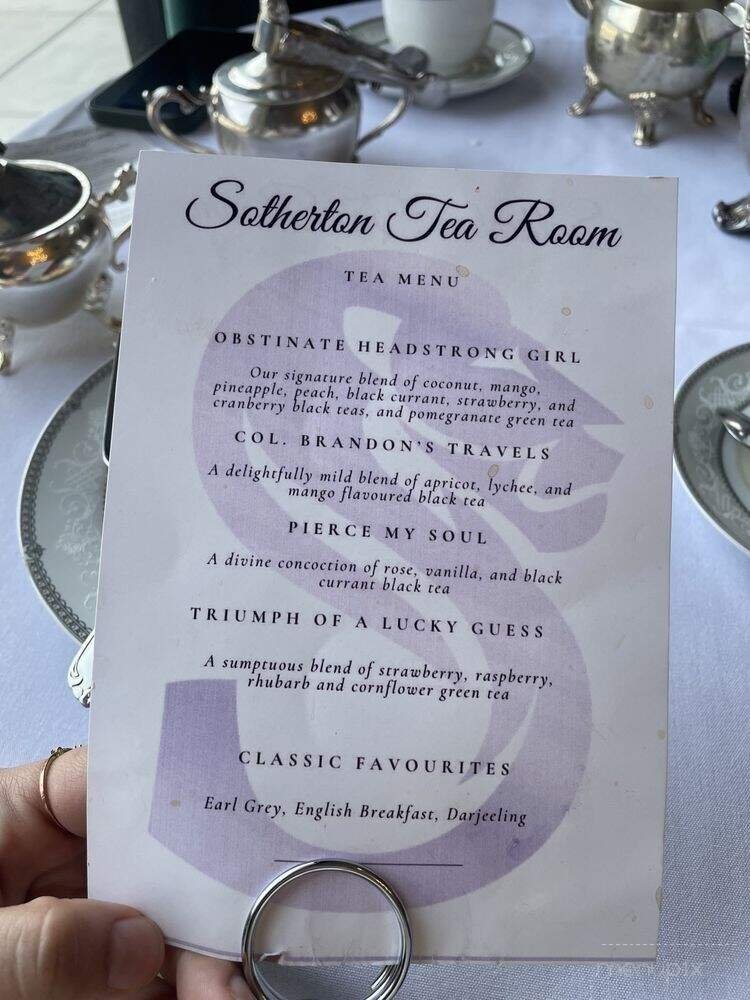 Sotherton Tea Room
TEA MENU
OBSTINATE HEADSTRONG GIRL
Our signature blend of coconut, mango,
pineapple, peach, black currant, strawberry, and
cranberry black teas, and pomegranate green tea
COL. BRANDON'S TRAVELS
A delightfully mild blend of apricot, lychee, and
mango flavoured black tea
PIERCE MY SOUL
A divine concoction of rose, vanilla, and black
currant black tea
TRIUMPH OF A LUCKY GUESS
A sumptuous blend of strawberry, raspberry,
rhubarb and cornflower green tea
CLASSIC FAVOURITES
Earl Grey, English Breakfast, Darjeeling
menupix